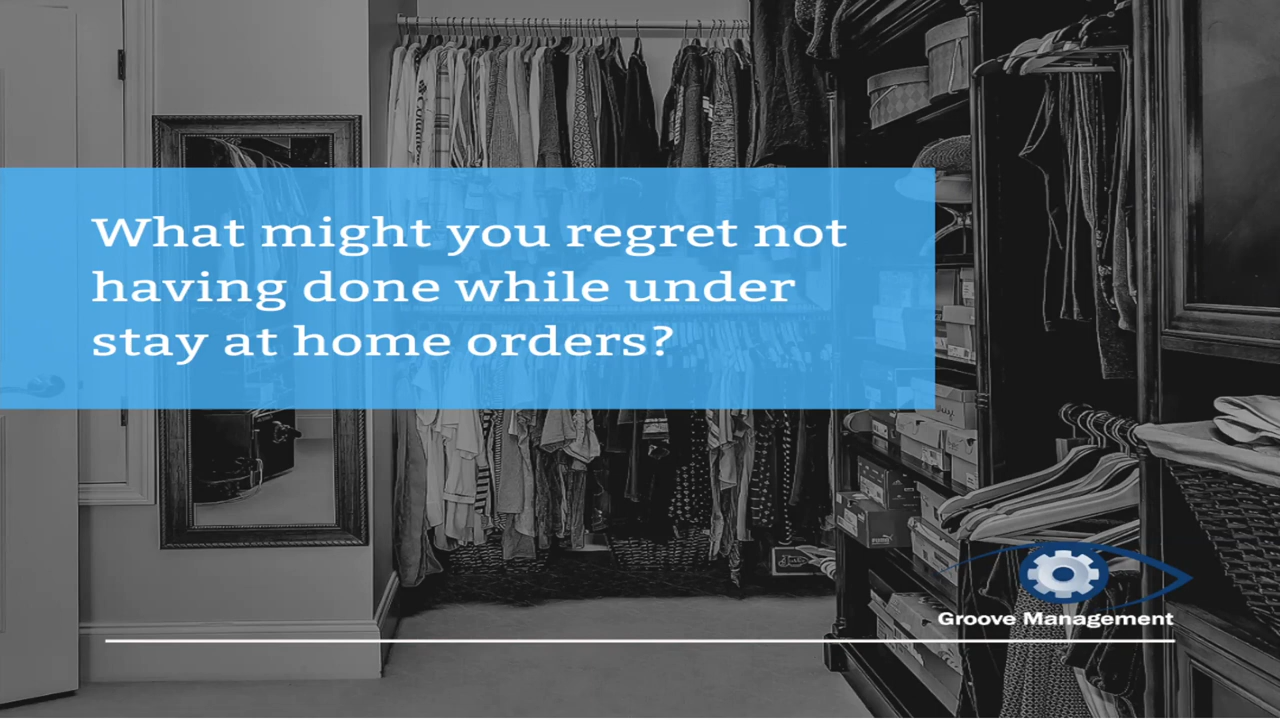 What might you regret not
having done while under
stay at home orders?
Groove Management